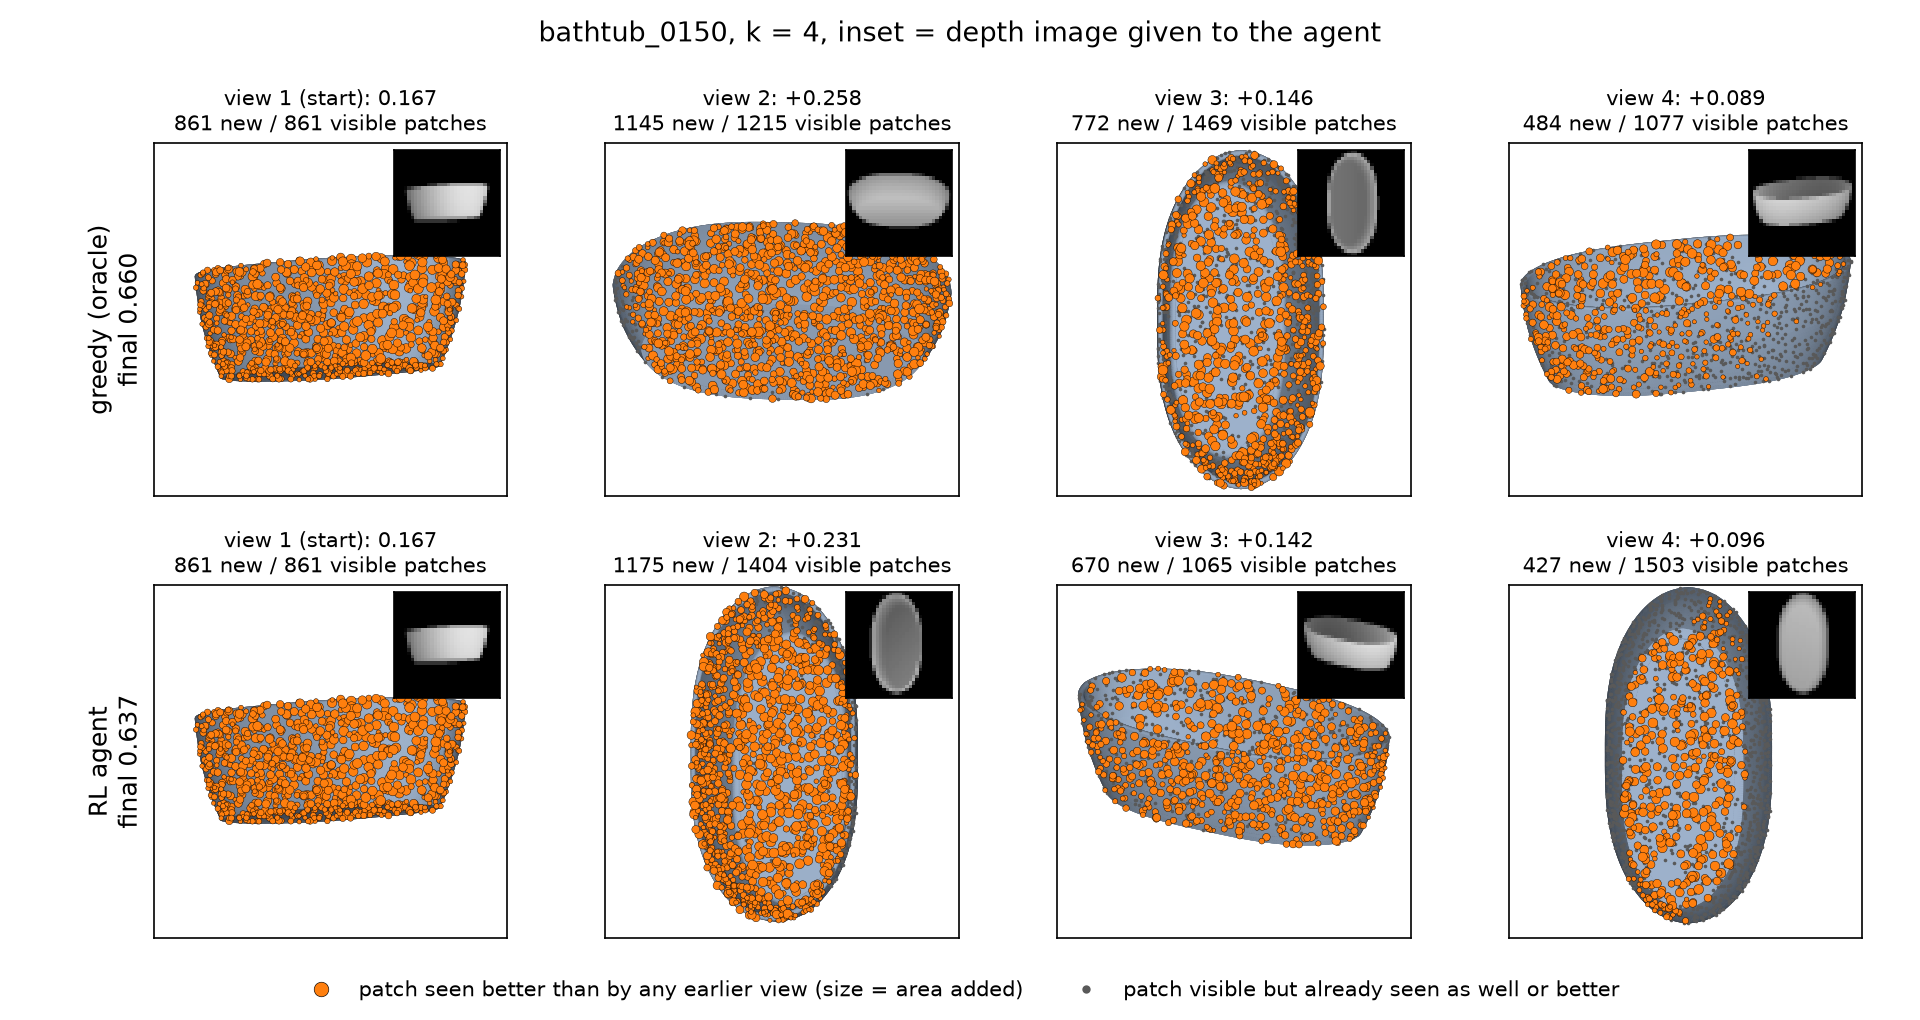 bathtub_0150, k = 4, inset = depth image given to the agent
greedy (oracle)
final 0.660
view 1 (start): 0.167
861 new / 861 visible patches
view 2: +0.258
1145 new / 1215 visible patches
view 3: +0.146
772 new / 1469 visible patches
view 4: +0.089
484 new / 1077 visible patches
RL agent
final 0.637
view 1 (start): 0.167
861 new / 861 visible patches
view 2: +0.231
1175 new / 1404 visible patches
view 3: +0.142
670 new / 1065 visible patches
view 4: +0.096
427 new / 1503 visible patches
patch seen better than by any earlier view (size = area added)
patch visible but already seen as well or better